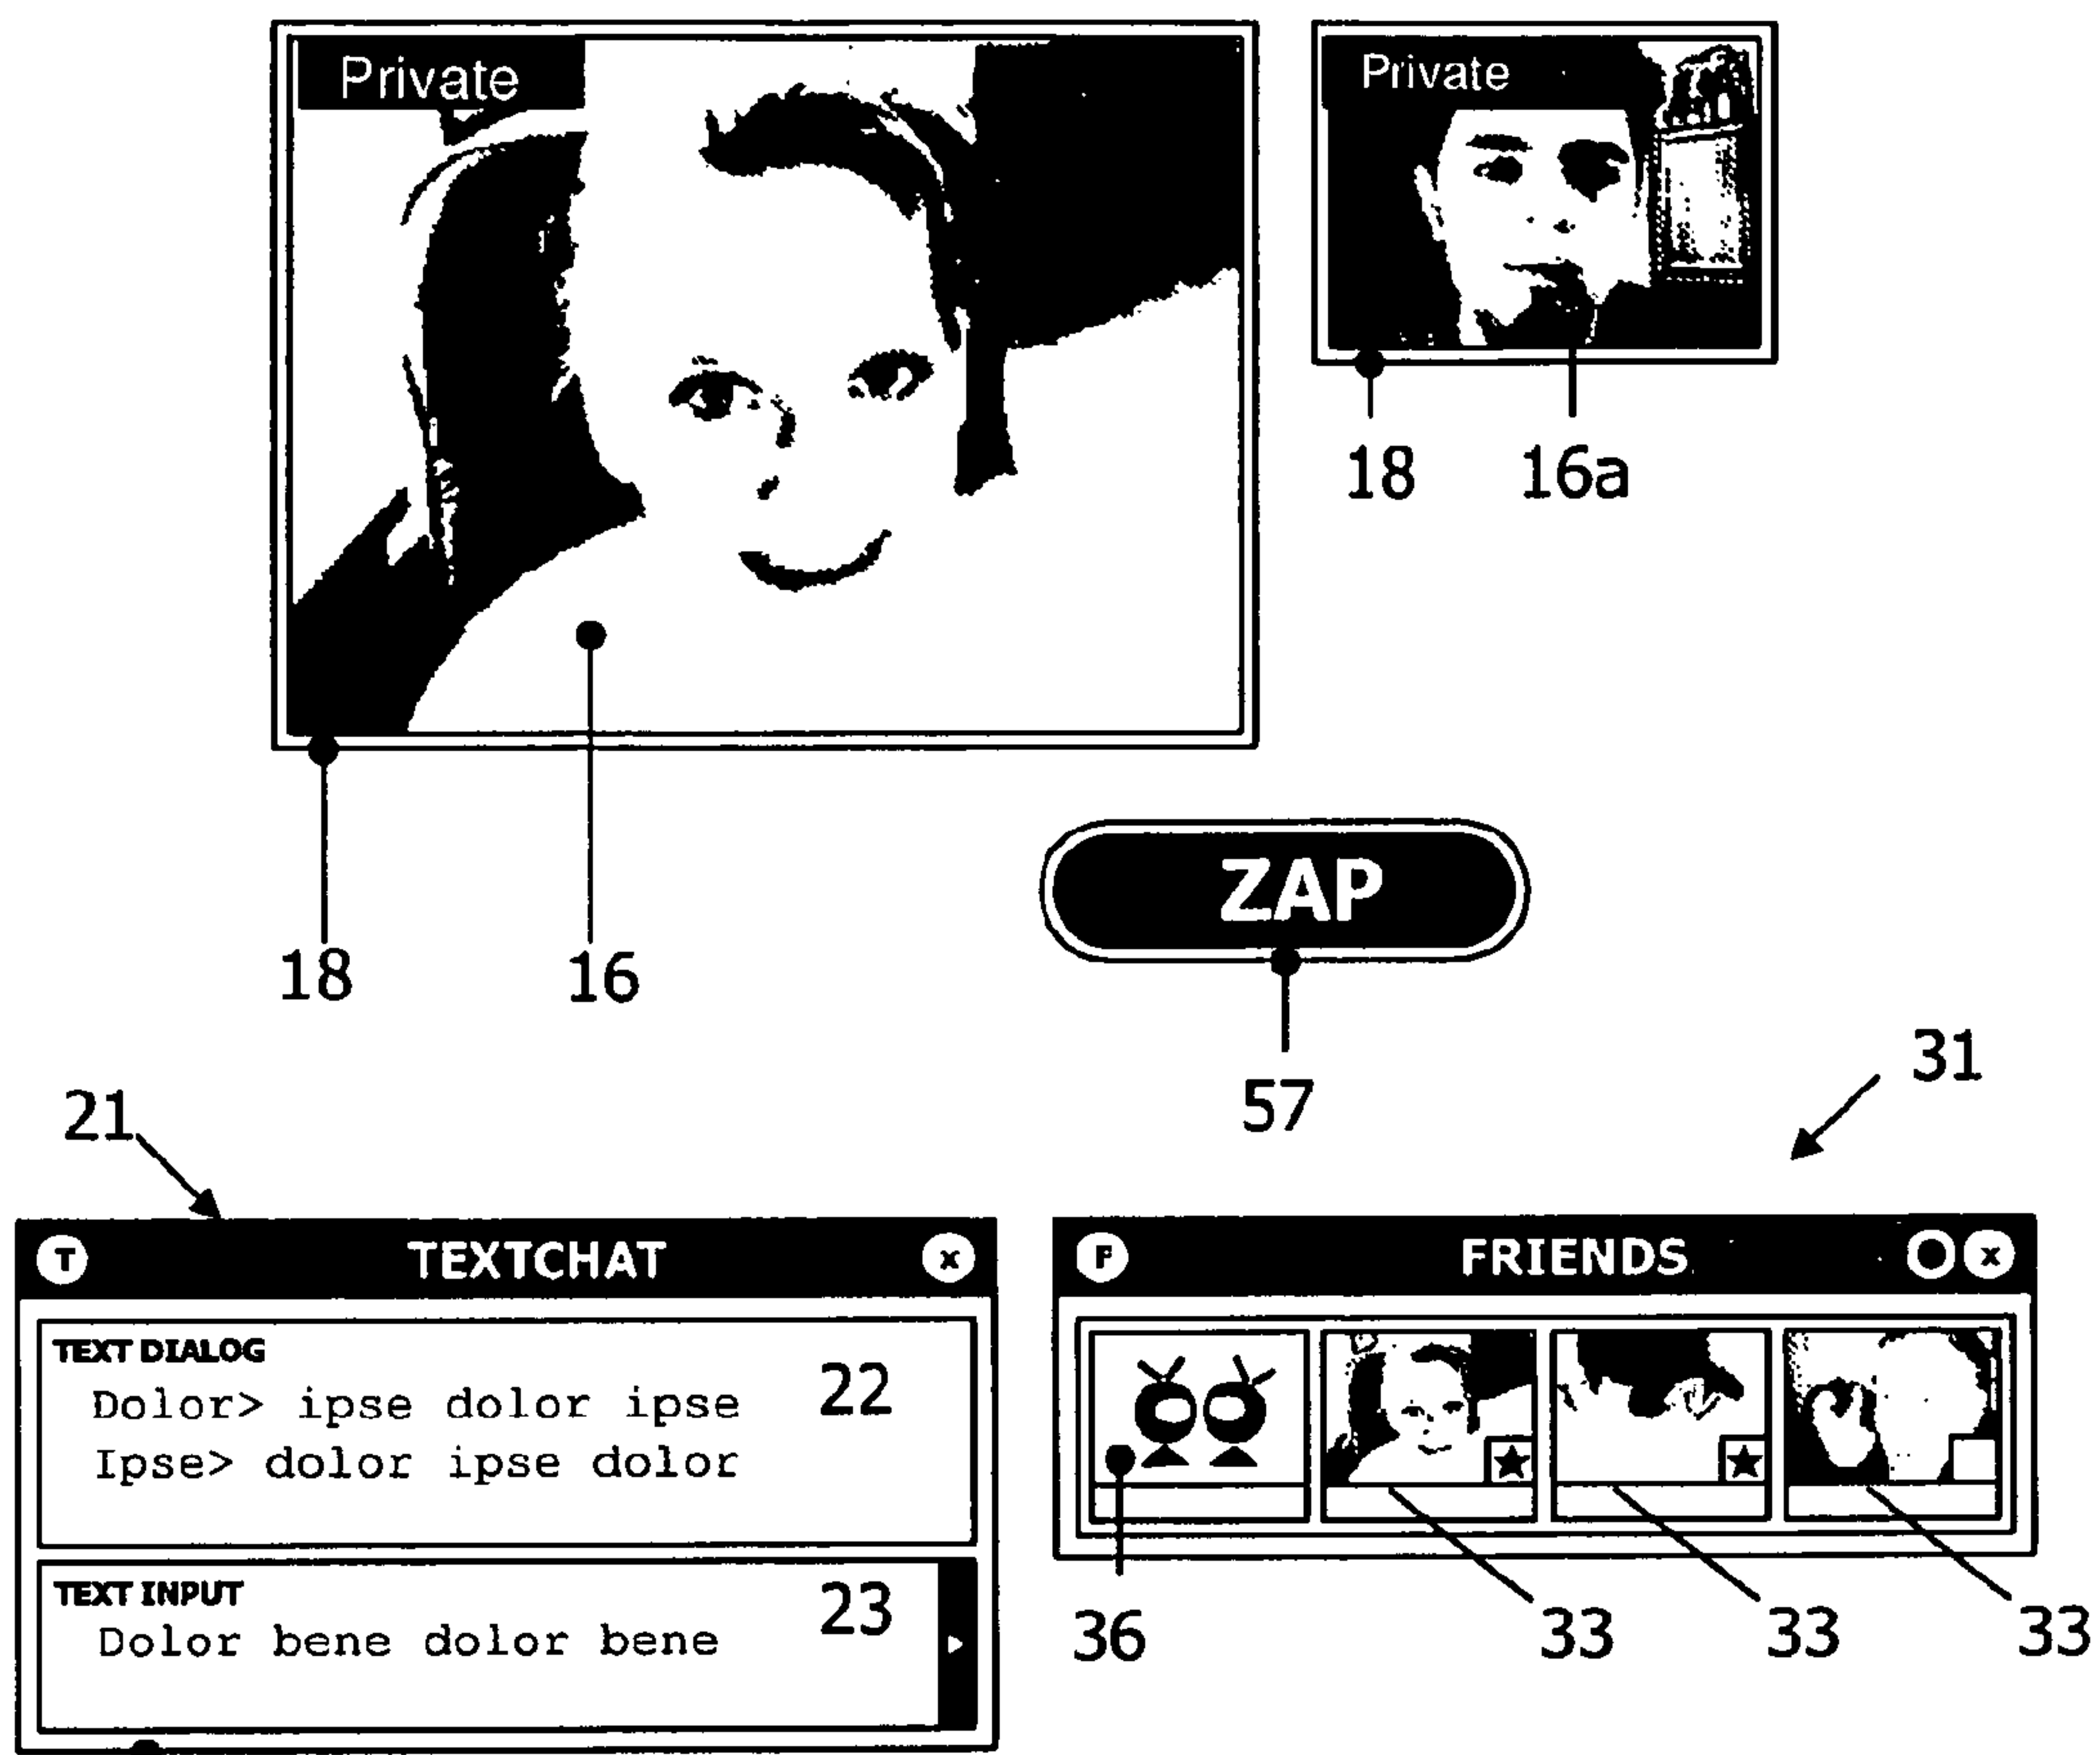 Private
Private
18 16a
18 16
ZAP
57
31
21
T TEXTCHAT x
TEXT DIALOG
Dolor> ipse dolor ipse 22
Ipse> dolor ipse dolor
TEXT INPUT 23
Dolor bene dolor bene
F FRIENDS x
36 33 33 33